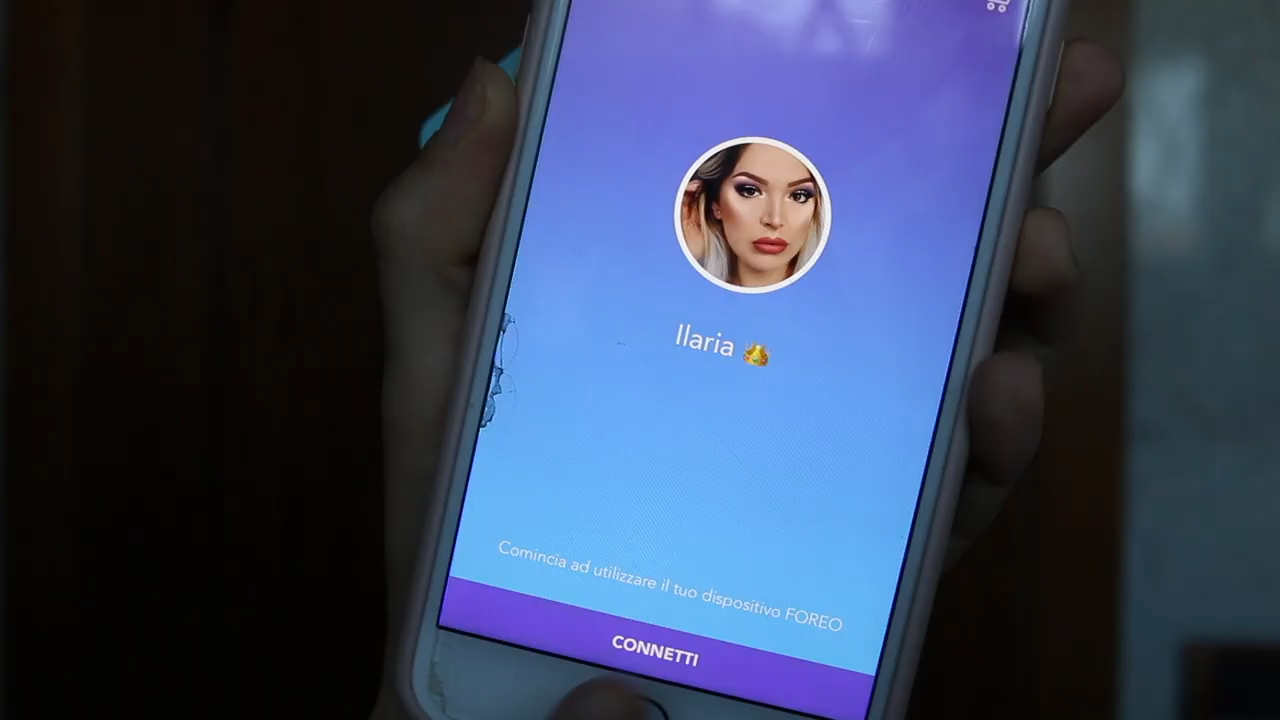 Ilaria 👑
Comincia ad utilizzare il tuo dispositivo FOREO
CONNETTI